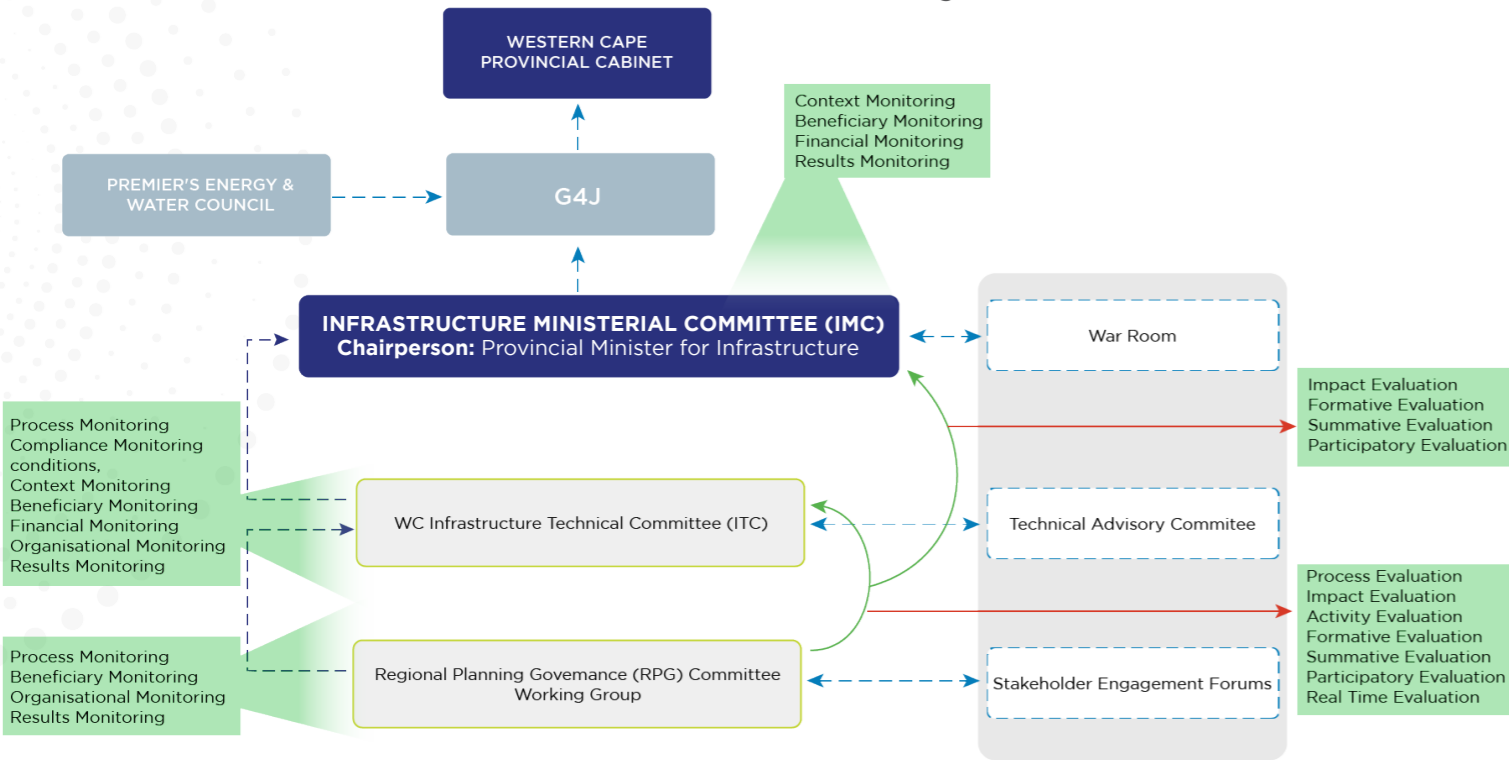 WESTERN CAPE
PROVINCIAL CABINET
Context Monitoring
Beneficiary Monitoring
Financial Monitoring
Results Monitoring
PREMIER'S ENERGY &
WATER COUNCIL
G4J
INFRASTRUCTURE MINISTERIAL COMMITTEE (IMC)
Chairperson: Provincial Minister for Infrastructure
War Room
Impact Evaluation
Formative Evaluation
Summative Evaluation
Participatory Evaluation
Process Monitoring
Compliance Monitoring
conditions,
Context Monitoring
Beneficiary Monitoring
Financial Monitoring
Organisational Monitoring
Results Monitoring
WC Infrastructure Technical Committee (ITC)
Technical Advisory Commitee
Process Evaluation
Impact Evaluation
Activity Evaluation
Formative Evaluation
Summative Evaluation
Participatory Evaluation
Real Time Evaluation
Process Monitoring
Beneficiary Monitoring
Organisational Monitoring
Results Monitoring
Regional Planning Govemance (RPG) Committee
Working Group
Stakeholder Engagement Forums